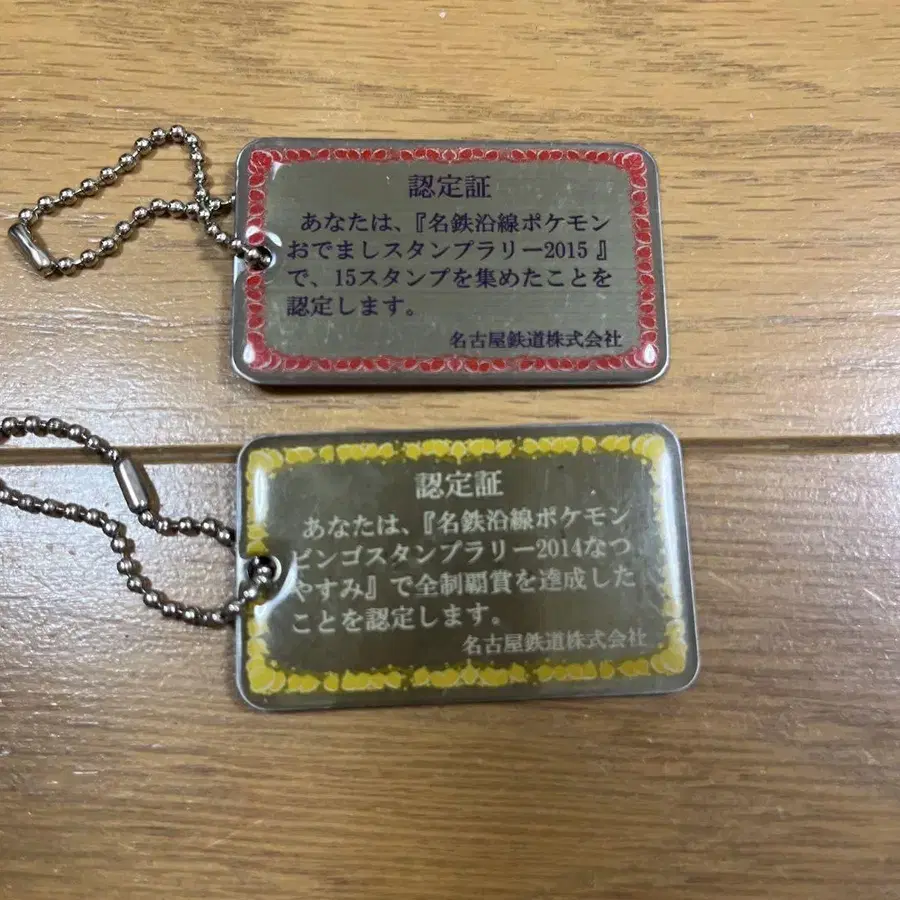 認定証
あなたは、『名鉄沿線ポケモン
おでましスタンプラリー2015』
で、15スタンプを集めたことを
認定します。
名古屋鉄道株式会社
認定証
あなたは、『名鉄沿線ポケモン
ビンゴスタンプラリー2014なつ
やすみ』で全制覇賞を達成した
ことを認定します。
名古屋鉄道株式会社